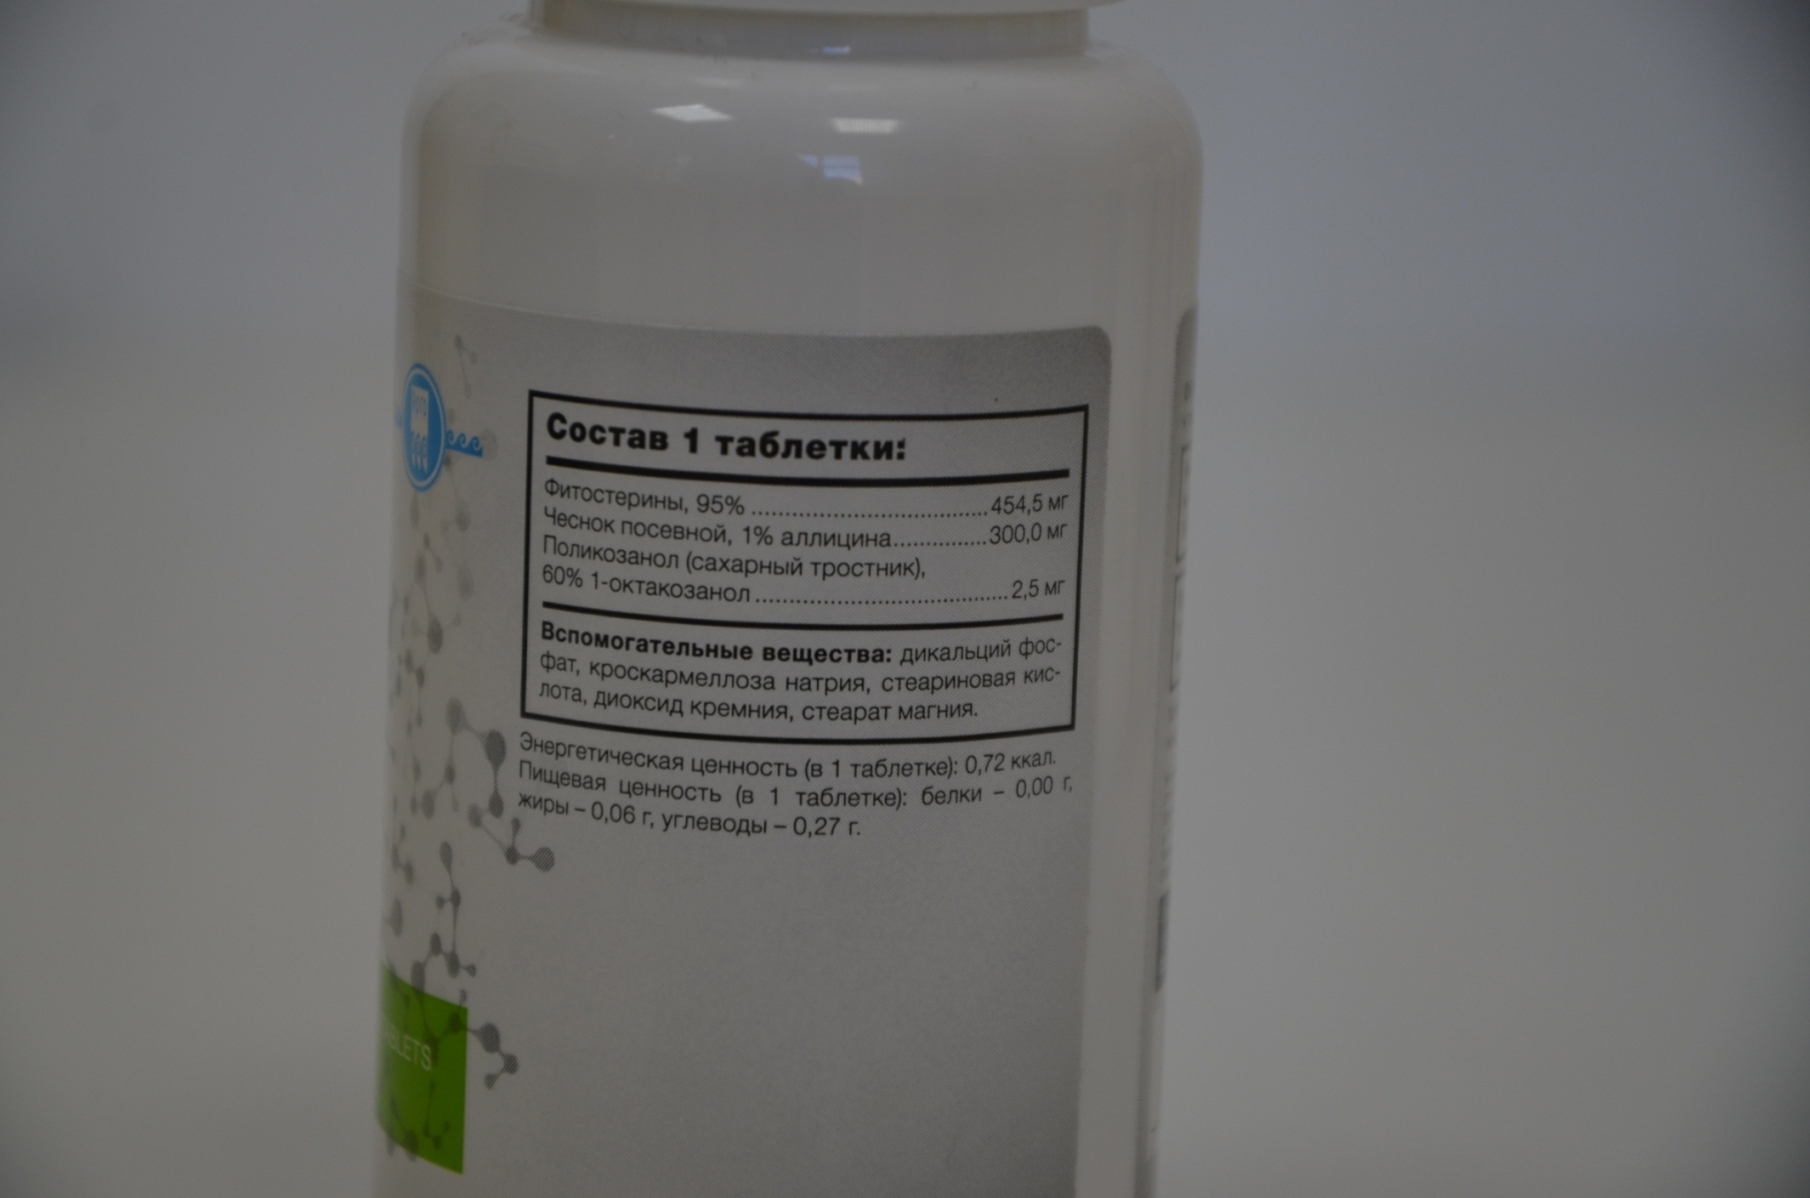 Состав 1 таблетки:
Фитостерины, 95% ................................... 454,5 мг
Чеснок посевной, 1% аллицина .............. 300,0 мг
Поликозанол (сахарный тростник),
60% 1-октакозанол ...................................... 2,5 мг
Вспомогательные вещества: дикальций фос-
фат, кроскармеллоза натрия, стеариновая кис-
лота, диоксид кремния, стеарат магния.
Энергетическая ценность (в 1 таблетке): 0,72 ккал.
Пищевая ценность (в 1 таблетке): белки – 0,00 г,
жиры – 0,06 г, углеводы – 0,27 г.